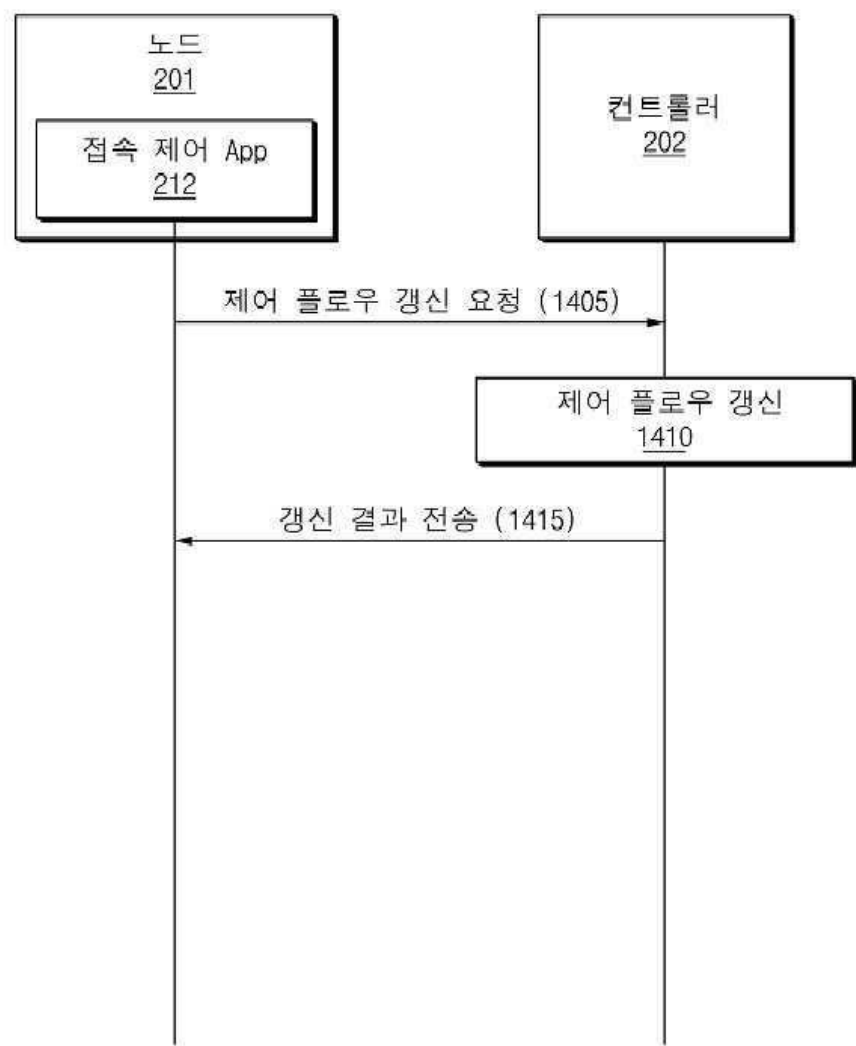 노드
201
접속 제어 App
212
컨트롤러
202
제어 플로우 갱신 요청 (1405)
제어 플로우 갱신
1410
갱신 결과 전송 (1415)